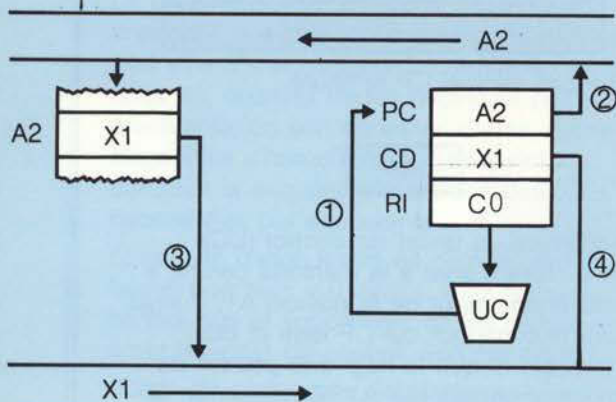 A2
PC A2 ②
A2 X1 CD X1
RI C0
① ③ ④
UC
X1